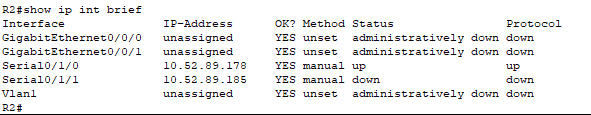 R2#show ip int brief
Interface IP-Address OK? Method Status Protocol
GigabitEthernet0/0/0 unassigned YES unset administratively down down
GigabitEthernet0/0/1 unassigned YES unset administratively down down
Serial0/1/0 10.52.89.178 YES manual up up
Serial0/1/1 10.52.89.185 YES manual down down
Vlan1 unassigned YES unset administratively down down
R2#